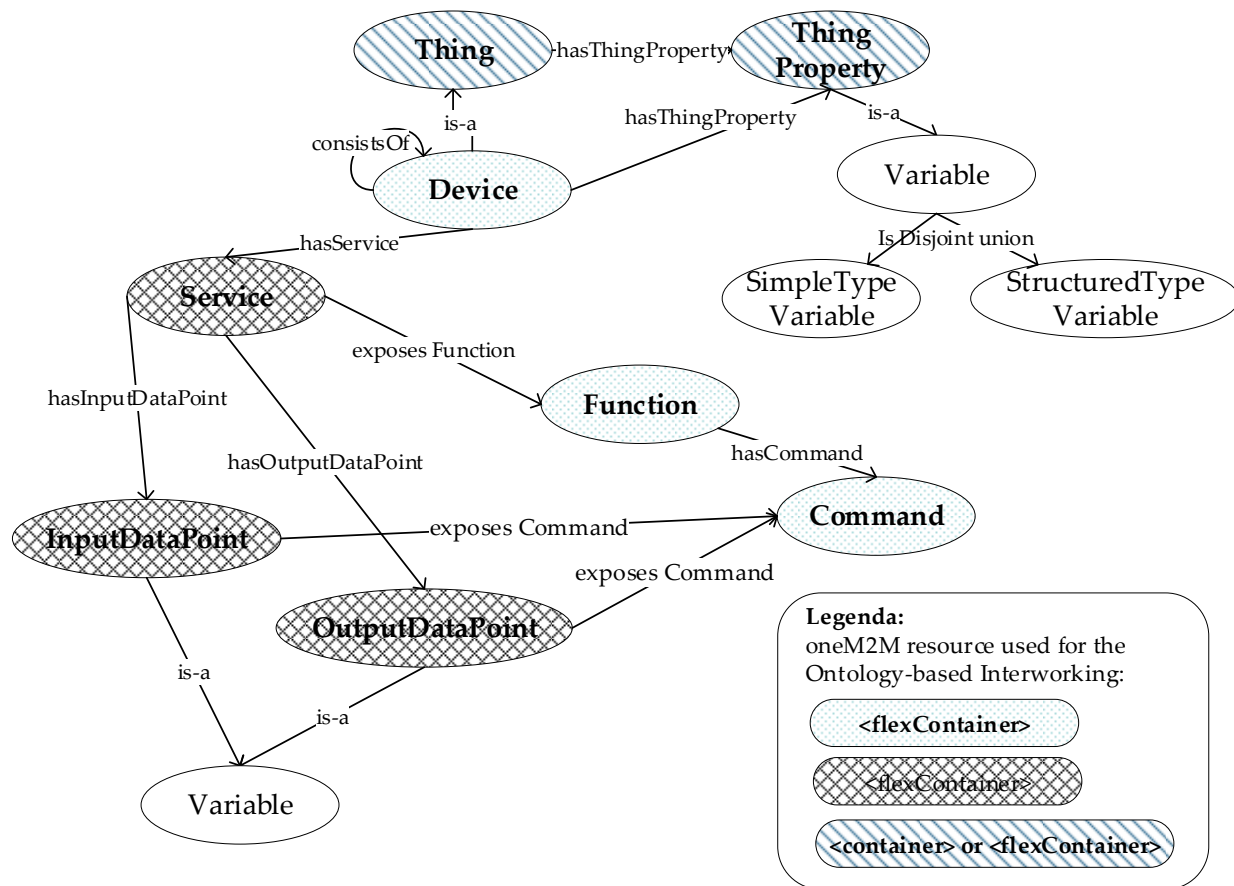 Thing
hasThingProperty
Thing
Property
is-a
hasThingProperty
is-a
consistsOf
Device
Variable
hasService
Is Disjoint union
Service
SimpleType
Variable
StructuredType
Variable
exposes Function
hasInputDataPoint
Function
hasOutputDataPoint
hasCommand
InputDataPoint
exposes Command
Command
exposes Command
OutputDataPoint
is-a
is-a
Variable
Legenda:
oneM2M resource used for the
Ontology-based Interworking:
<flexContainer>
<flexContainer>
<container> or <flexContainer>